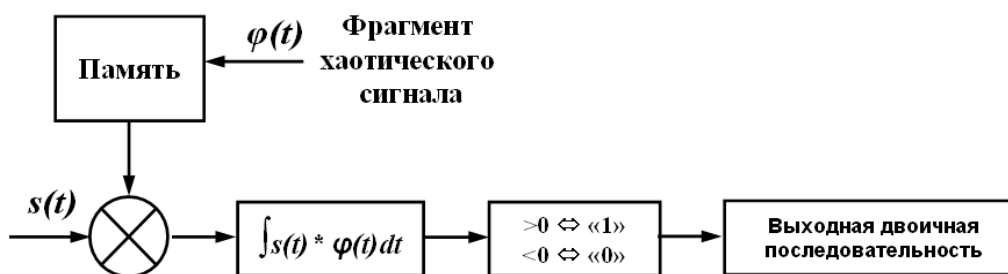 φ(t)
Фрагмент
хаотического
сигнала
Память
s(t)
∫s(t)* φ(t)dt
>0 ⇔ «1»
<0 ⇔ «0»
Выходная двоичная
последовательность